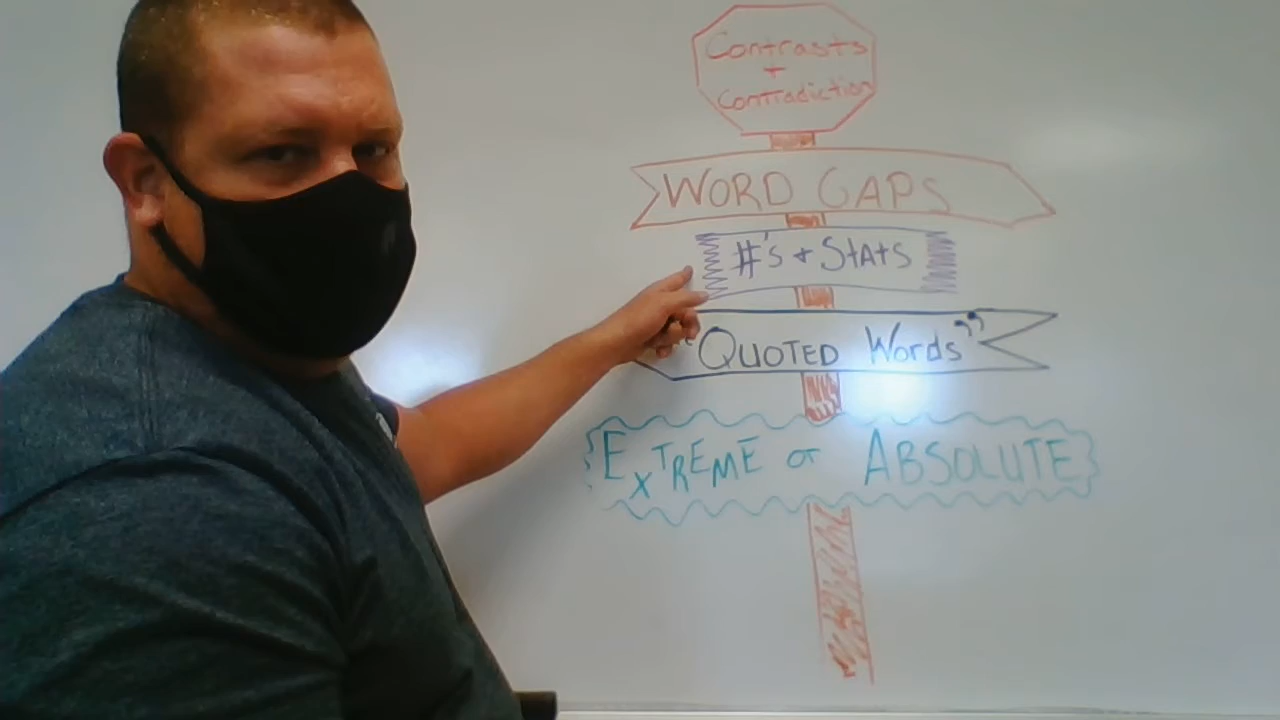 Contrasts
+
Contradiction
WORD GAPS
#'s + Stats
“QUOTED Words”
EXTREME or ABSOLUTE